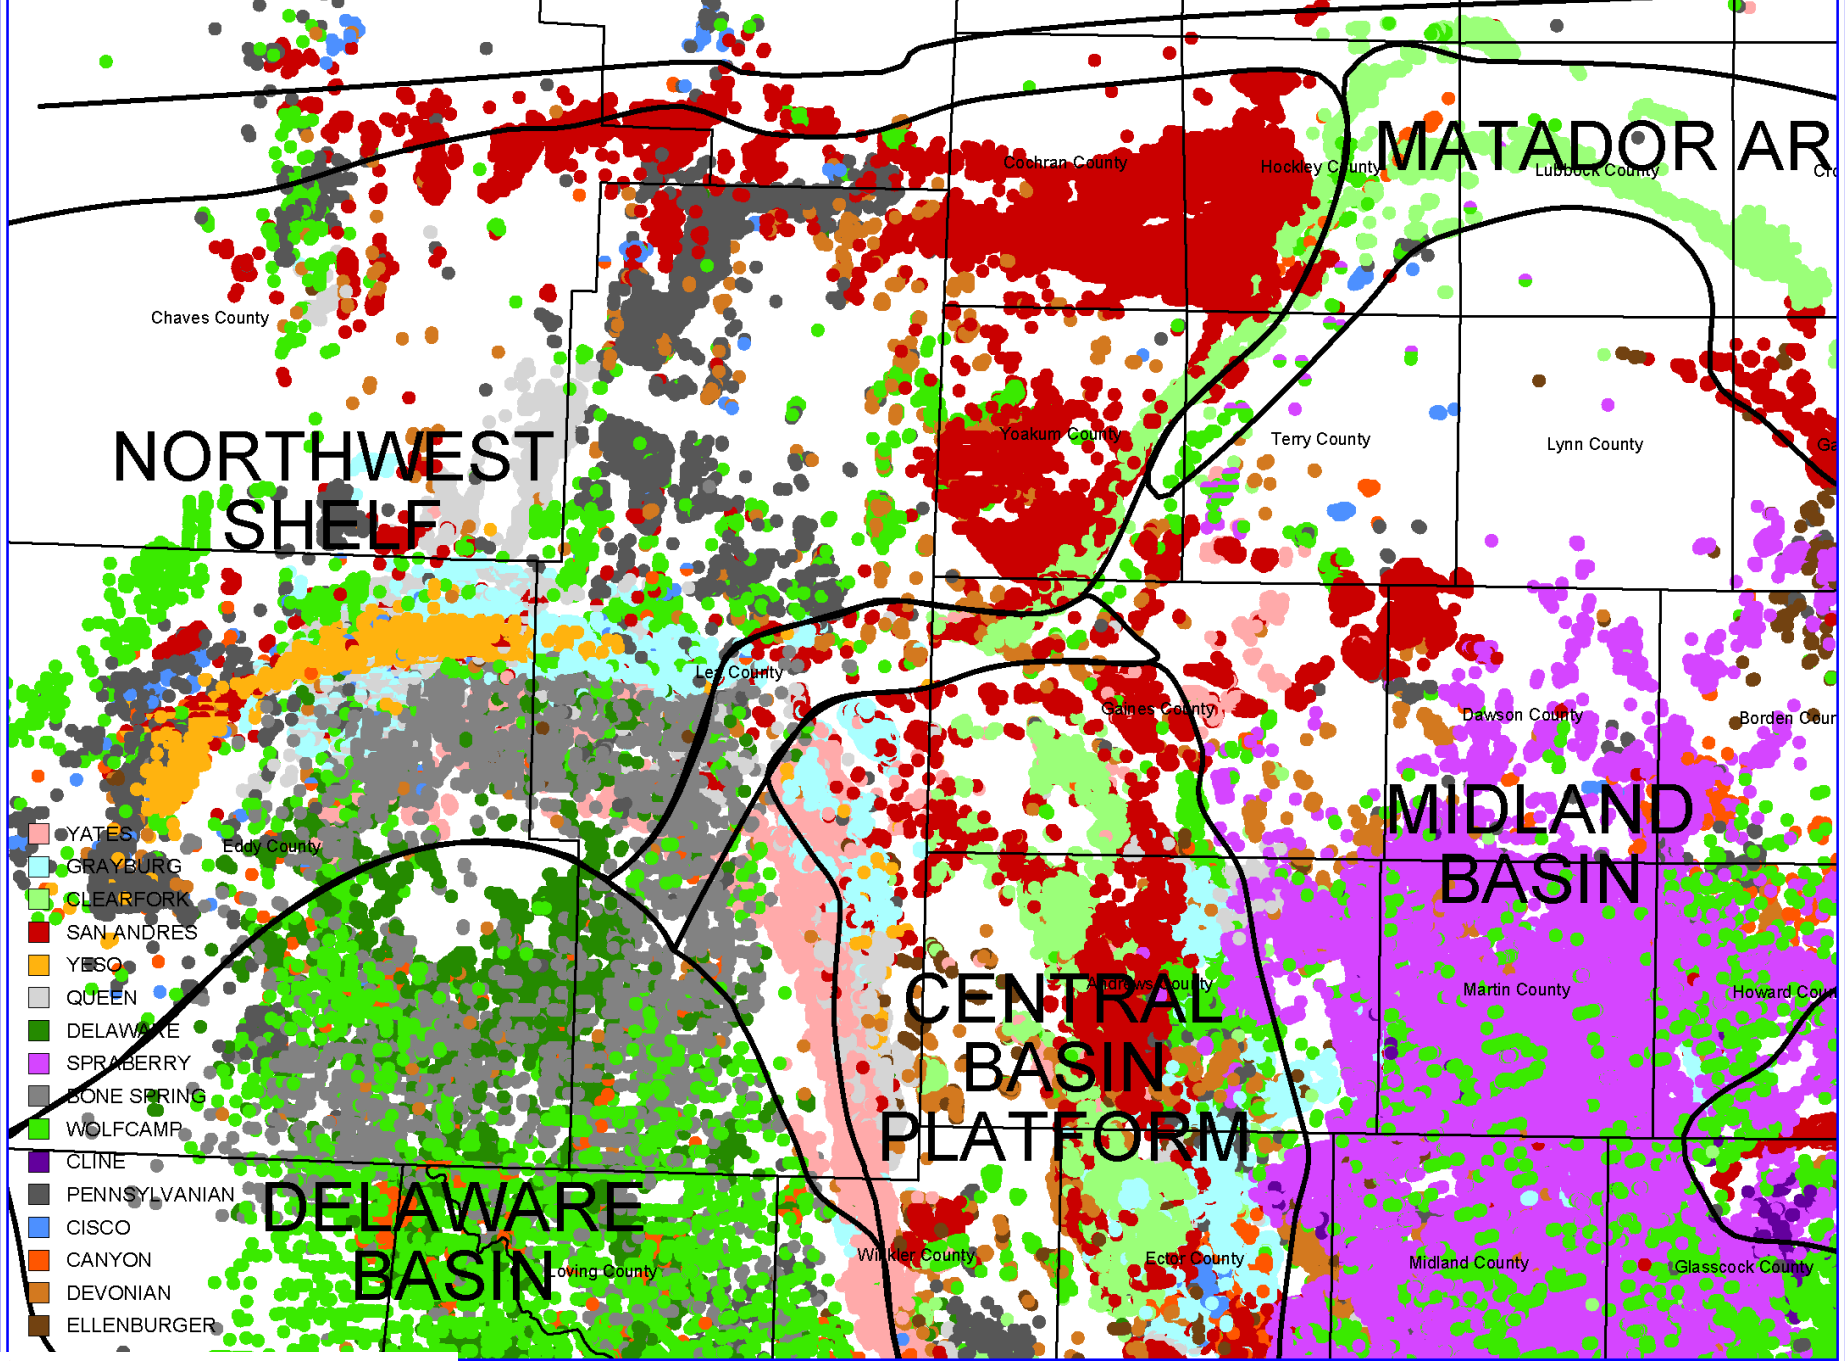 MATADOR AR
Cochran County
Hockley County
Lubbock County
Cro
Chaves County
NORTHWEST
SHELF
Yoakum County
Terry County
Lynn County
Ga
Lea County
Gaines County
Dawson County
Borden Coun
MIDLAND
BASIN
Eddy County
CENTRAL
BASIN
PLATFORM
Andrews County
Martin County
Howard Coun
DELAWARE
BASIN
Loving County
Winkler County
Ector County
Midland County
Glasscock County
YATES
GRAYBURG
CLEARFORK
SAN ANDRES
YESO
QUEEN
DELAWARE
SPRABERRY
BONE SPRING
WOLFCAMP
CLINE
PENNSYLVANIAN
CISCO
CANYON
DEVONIAN
ELLENBURGER